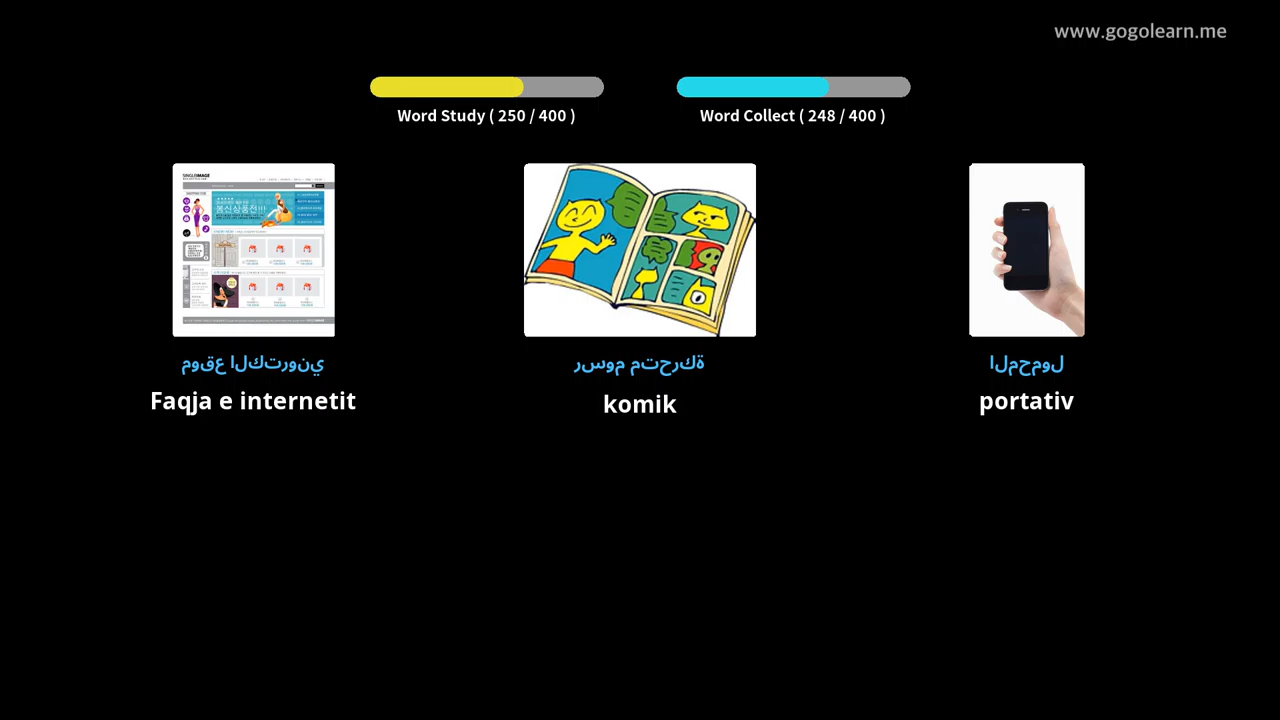 www.gogolearn.me
Word Study ( 250 / 400 )
Word Collect ( 248 / 400 )
موقع الكتروني
Faqja e internetit
رسوم متحركة
komik
المحمول
portativ